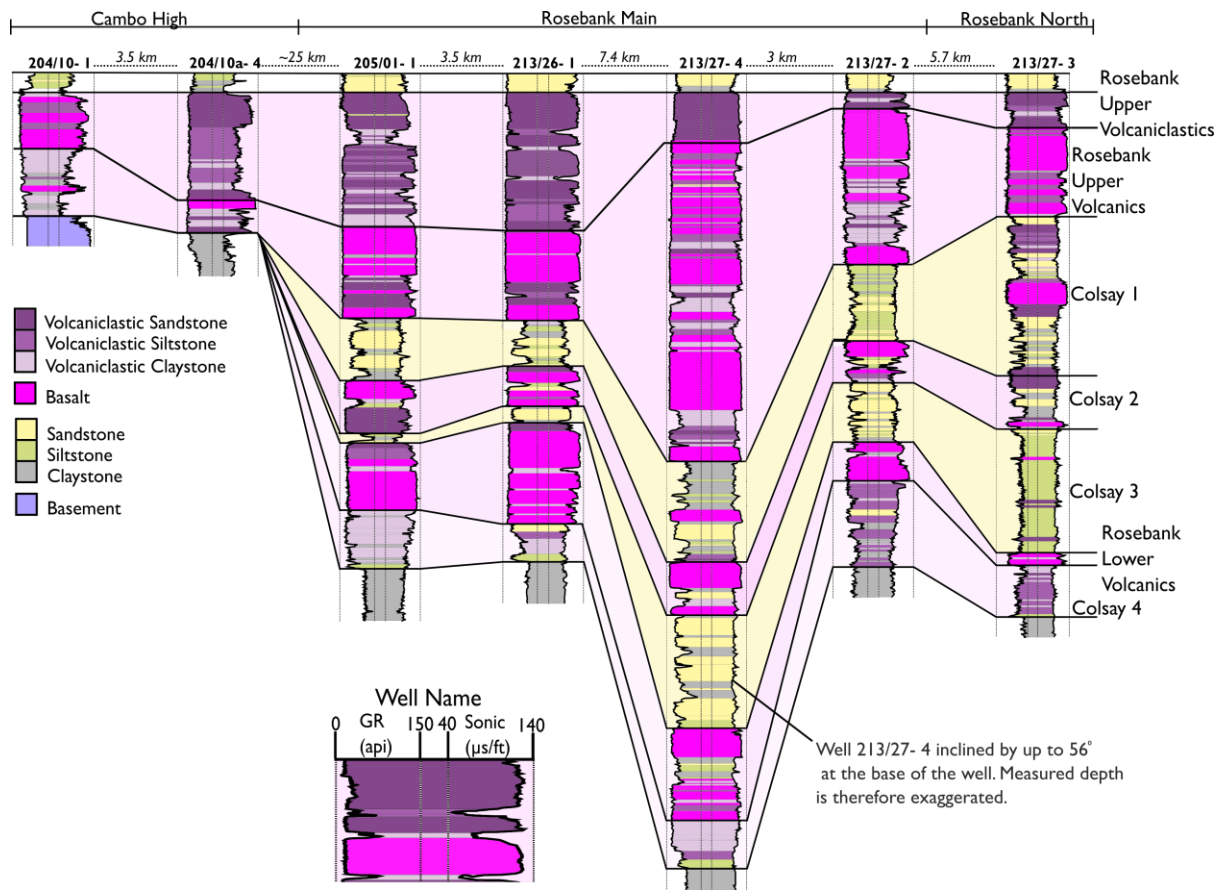 Cambo High
Rosebank Main
Rosebank North
204/10- 1
3.5 km
204/10a- 4
~25 km
205/01- 1
3.5 km
213/26- 1
7.4 km
213/27- 4
3 km
213/27- 2
5.7 km
213/27- 3
Rosebank
Upper
Volcaniclastics
Rosebank
Upper
Volcanics
Colsay 1
Colsay 2
Colsay 3
Rosebank
Lower
Volcanics
Colsay 4
Volcaniclastic Sandstone
Volcaniclastic Siltstone
Volcaniclastic Claystone
Basalt
Sandstone
Siltstone
Claystone
Basement
Well Name
0 GR 150 40 Sonic 140
(api) (µs/ft)
Well 213/27- 4 inclined by up to 56°
at the base of the well. Measured depth
is therefore exaggerated.